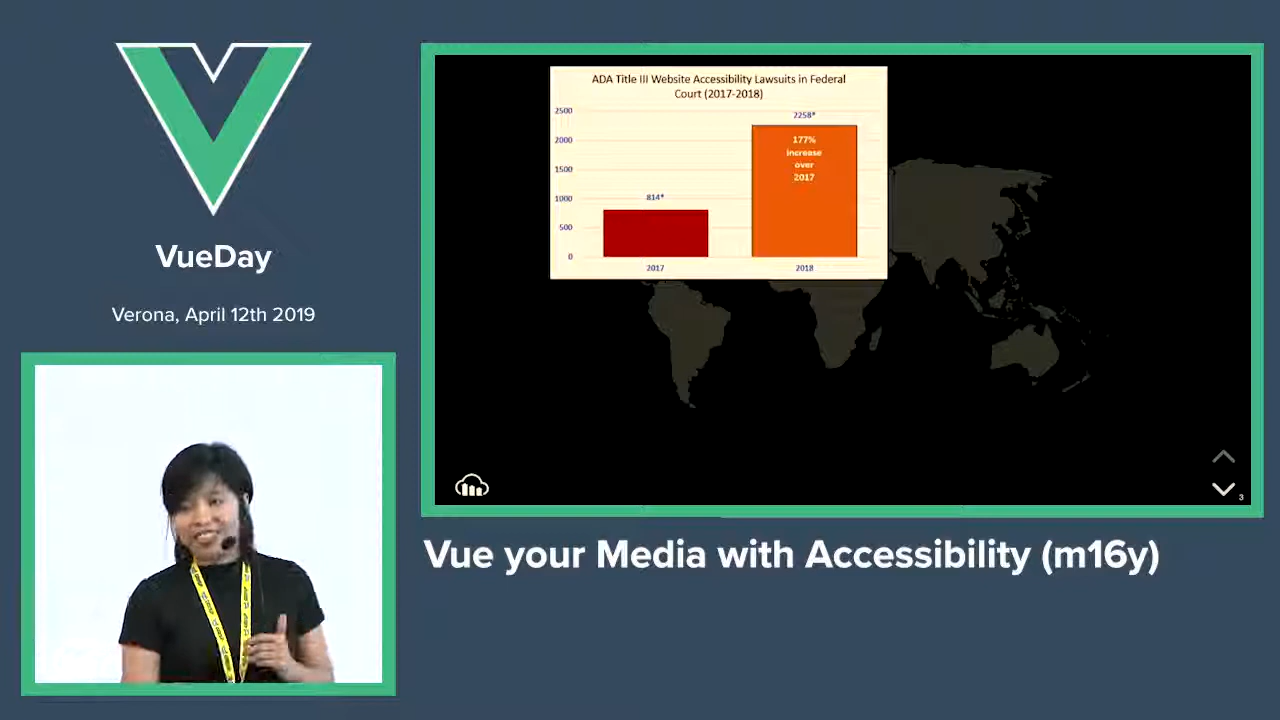 VueDay
Verona, April 12th 2019
ADA Title III Website Accessibility Lawsuits in Federal
Court (2017-2018)
2500
2000
1500
1000
500
0
814*
2258*
177%
increase
over
2017
2017
2018
3
Vue your Media with Accessibility (m16y)